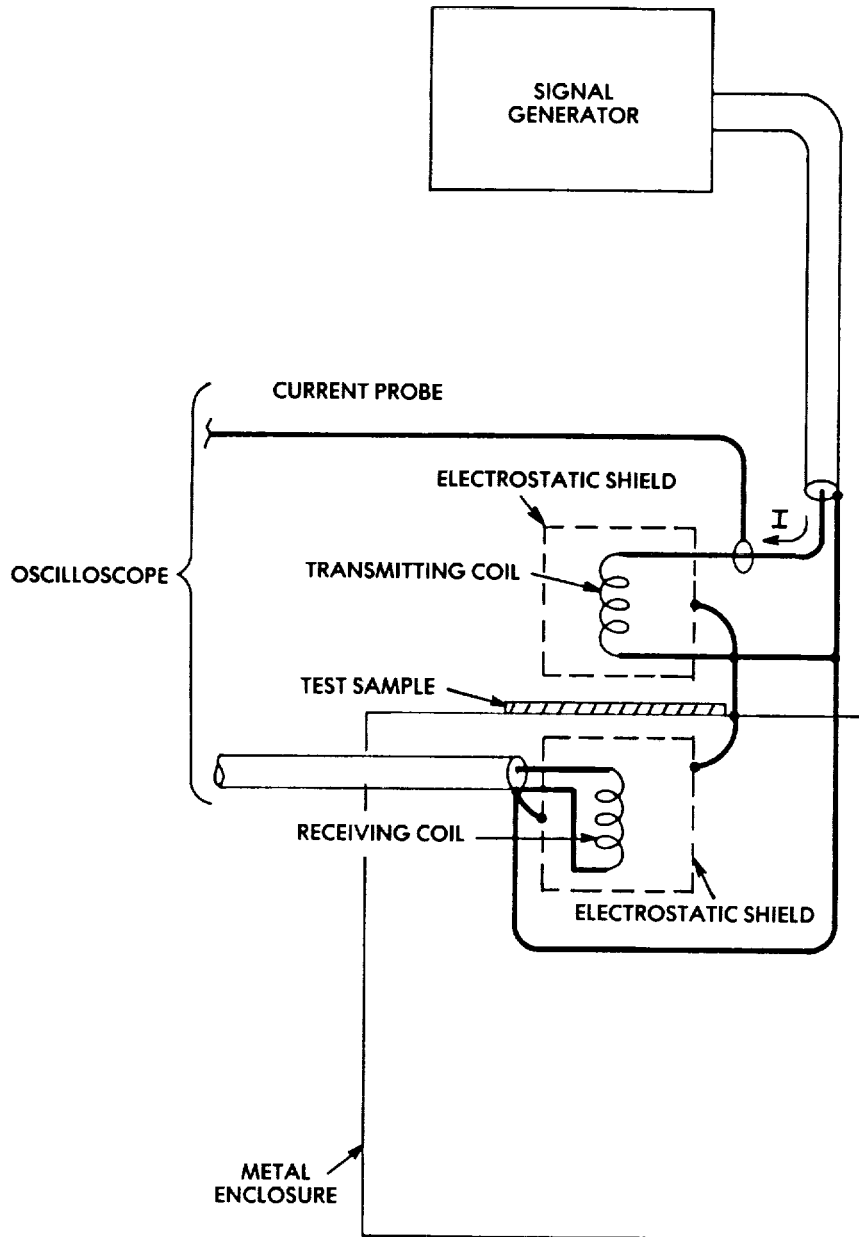 SIGNAL
GENERATOR
CURRENT PROBE
ELECTROSTATIC SHIELD
I
OSCILLOSCOPE
TRANSMITTING COIL
TEST SAMPLE
RECEIVING COIL
ELECTROSTATIC SHIELD
METAL
ENCLOSURE